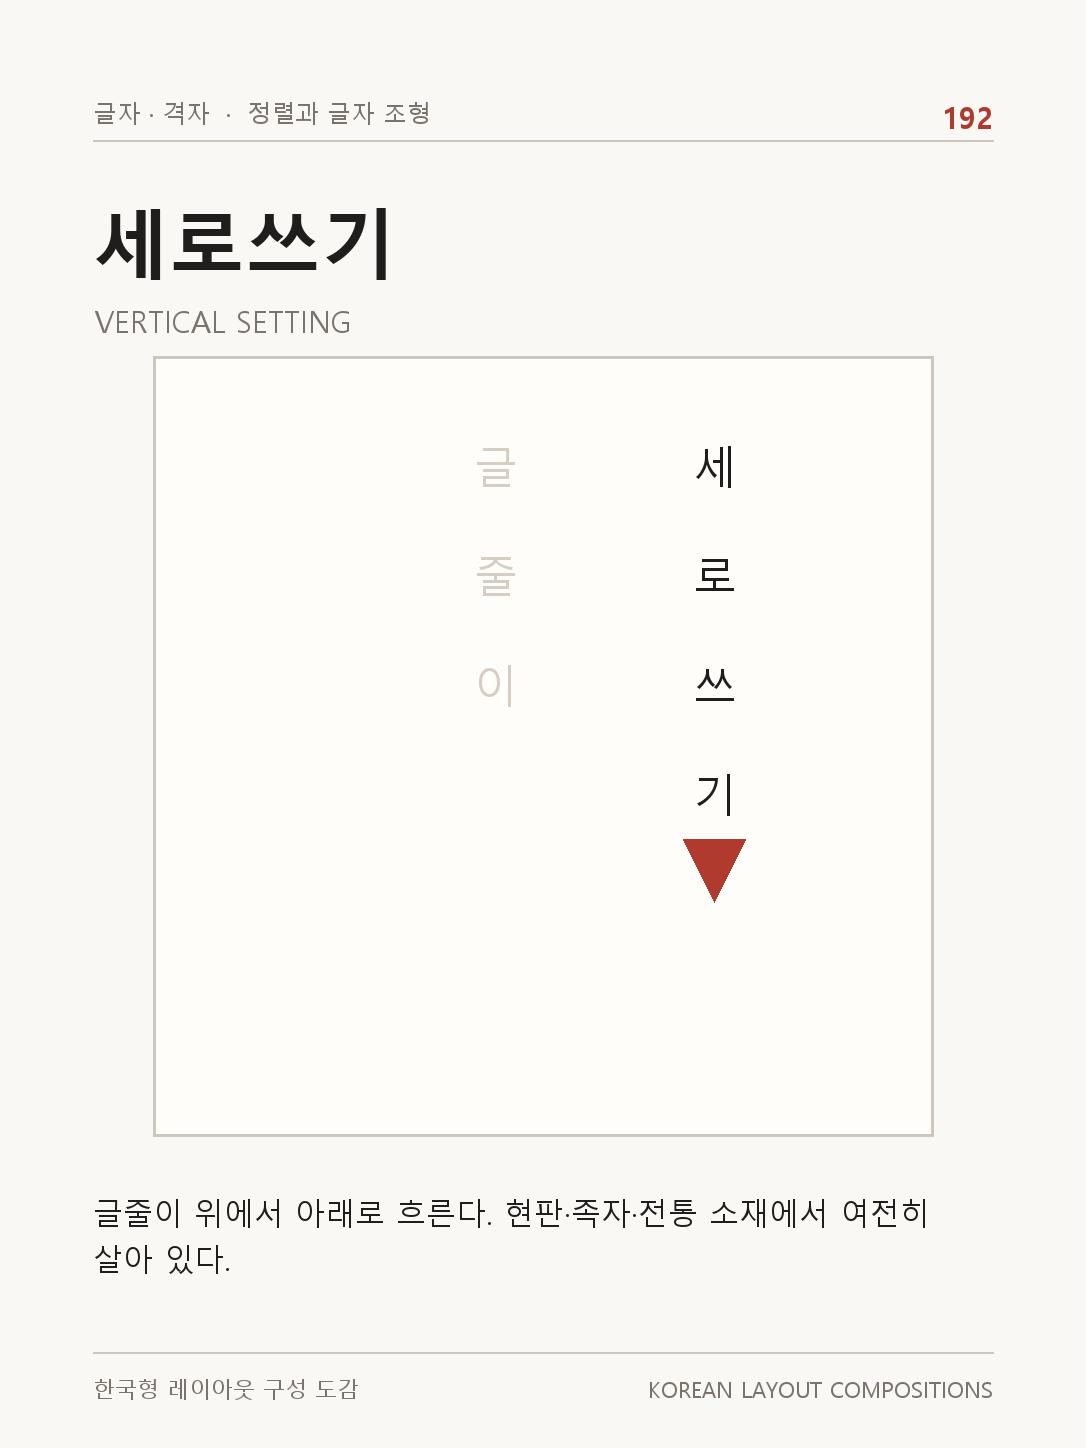 글자 · 격자 · 정렬과 글자 조형
192
세로쓰기
VERTICAL SETTING
세로쓰기
글줄이
글줄이 위에서 아래로 흐른다. 현판·족자·전통 소재에서 여전히
살아 있다.
한국형 레이아웃 구성 도감
KOREAN LAYOUT COMPOSITIONS